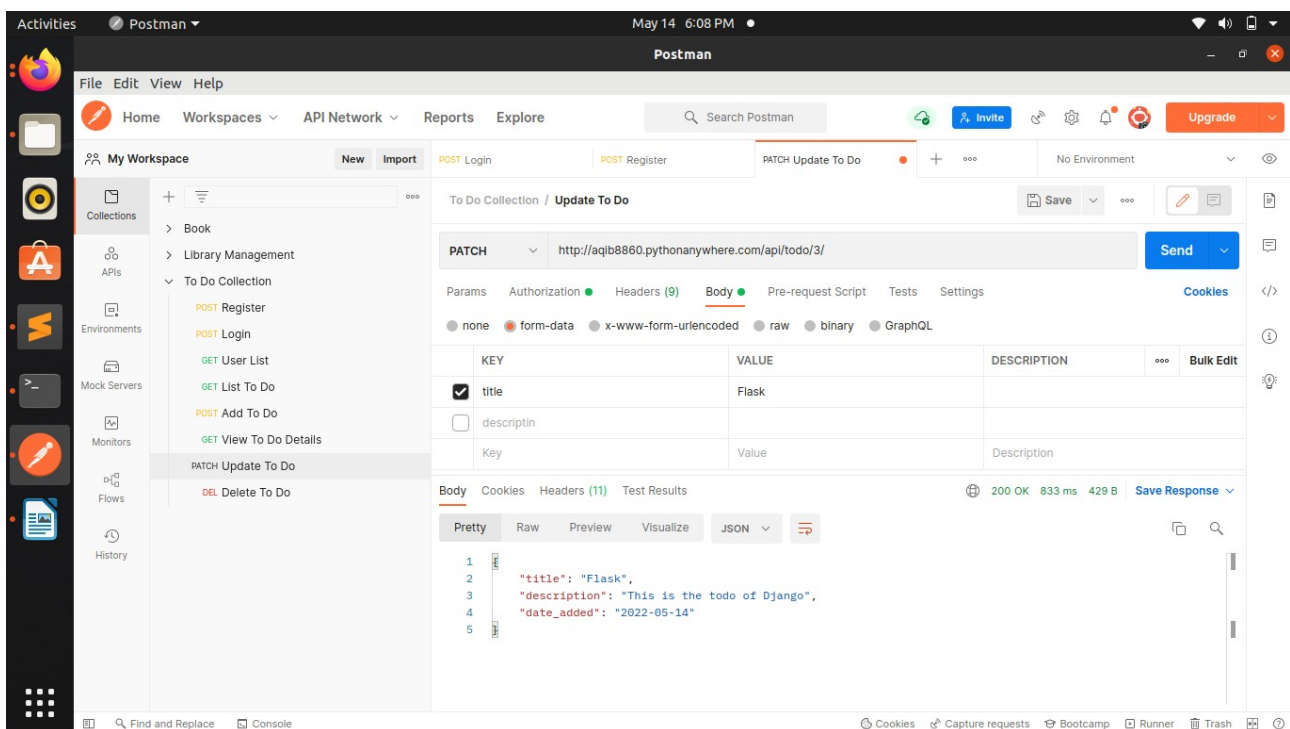 Activities Postman May 14 6:08 PM
Postman
File Edit View Help
Home Workspaces API Network Reports Explore Search Postman Invite Upgrade
My Workspace New Import
POST Login POST Register PATCH Update To Do No Environment
Collections
APIs
Environments
Mock Servers
Monitors
Flows
History
Book
Library Management
To Do Collection
POST Register
POST Login
GET User List
GET List To Do
POST Add To Do
GET View To Do Details
PATCH Update To Do
DEL Delete To Do
To Do Collection / Update To Do Save
PATCH http://aqib8860.pythonanywhere.com/api/todo/3/ Send
Params Authorization Headers (9) Body Pre-request Script Tests Settings Cookies
none form-data x-www-form-urlencoded raw binary GraphQL
KEY VALUE DESCRIPTION Bulk Edit
title Flask
descriptin
Key Value Description
Body Cookies Headers (11) Test Results 200 OK 833 ms 429 B Save Response
Pretty Raw Preview Visualize JSON
1 {
2 "title": "Flask",
3 "description": "This is the todo of Django",
4 "date_added": "2022-05-14"
5 }
Find and Replace Console Cookies Capture requests Bootcamp Runner Trash